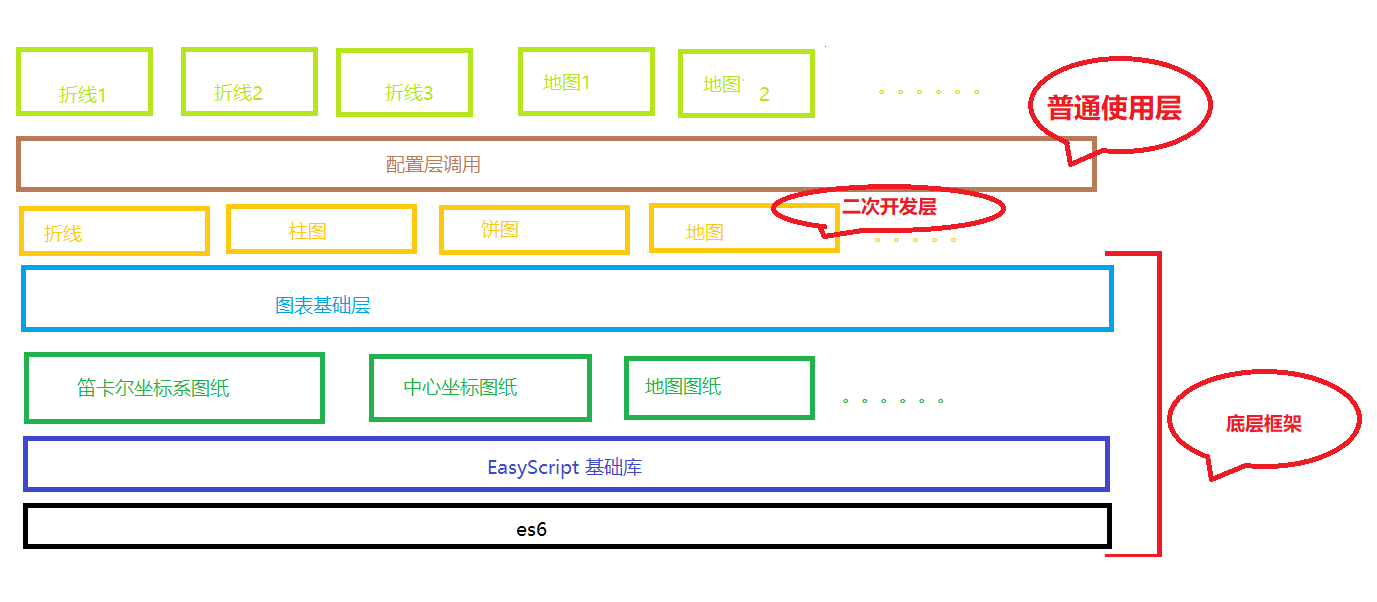 折线1
折线2
折线3
地图1
地图
2
。。。。。。
普通使用层
配置层调用
二次开发层
折线
柱图
饼图
地图
。。。。。
图表基础层
笛卡尔坐标系图纸
中心坐标图纸
地图图纸
。。。。。。
底层框架
EasyScript 基础库
es6